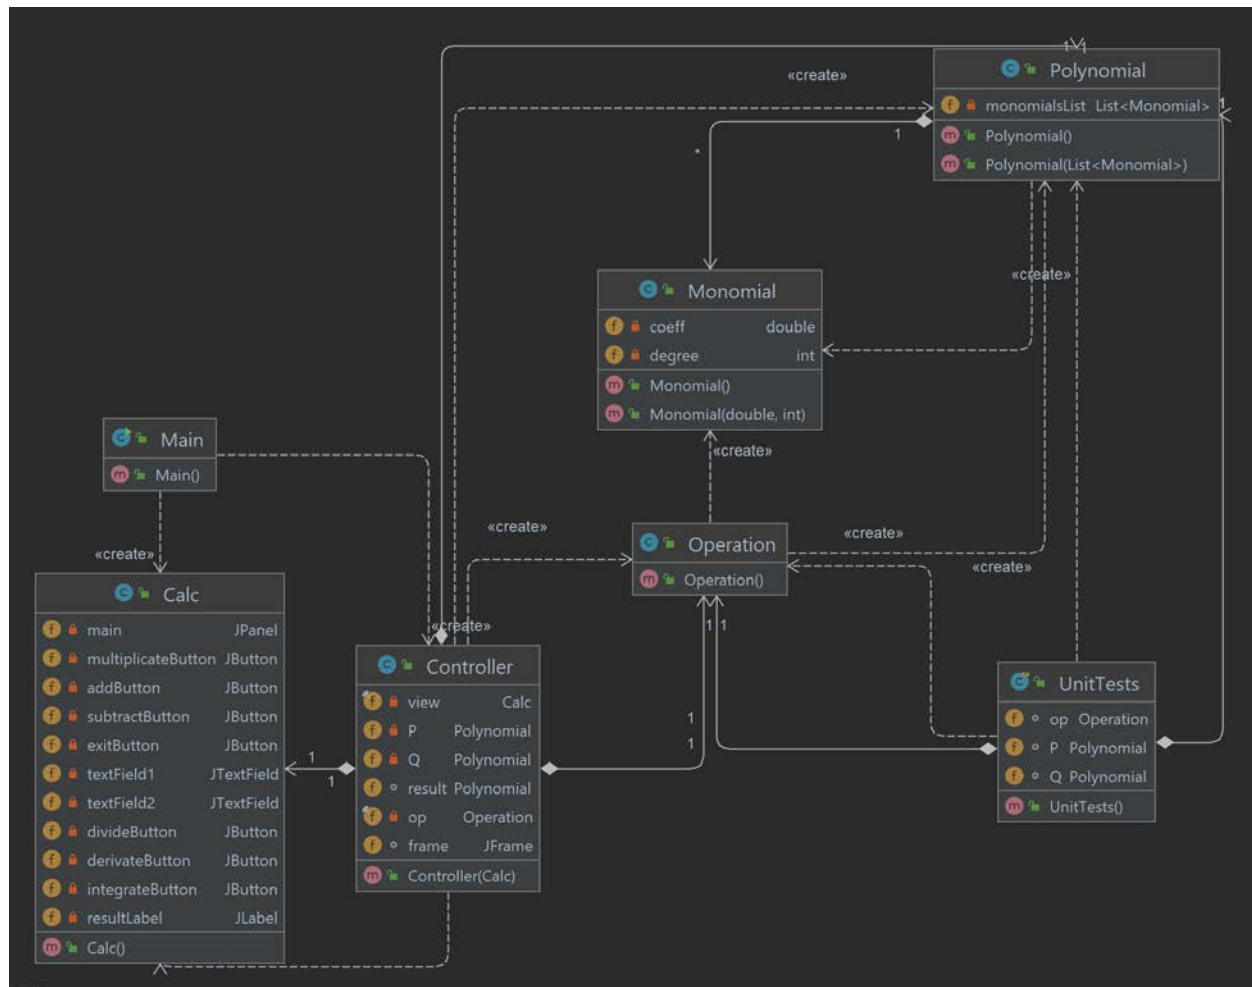 1 1
«create»
Polynomial
monomialsList List<Monomial>
1
1
Polynomial()
*
Polynomial(List<Monomial>)
«create»
Monomial
coeff double
degree int
Monomial()
Monomial(double, int)
«create»
Main
Main()
«create»
«create»
Operation
«create»
Operation()
«create»
«create»
Calc
main JPanel
multiplicateButton JButton
addButton JButton
subtractButton JButton
exitButton JButton
textField1 JTextField
textField2 JTextField
divideButton JButton
derivateButton JButton
integrateButton JButton
resultLabel JLabel
Calc()
«create»
1 1
Controller
view Calc
P Polynomial
Q Polynomial
result Polynomial
op Operation
frame JFrame
Controller(Calc)
1
1
1
1
UnitTests
op Operation
P Polynomial
Q Polynomial
UnitTests()